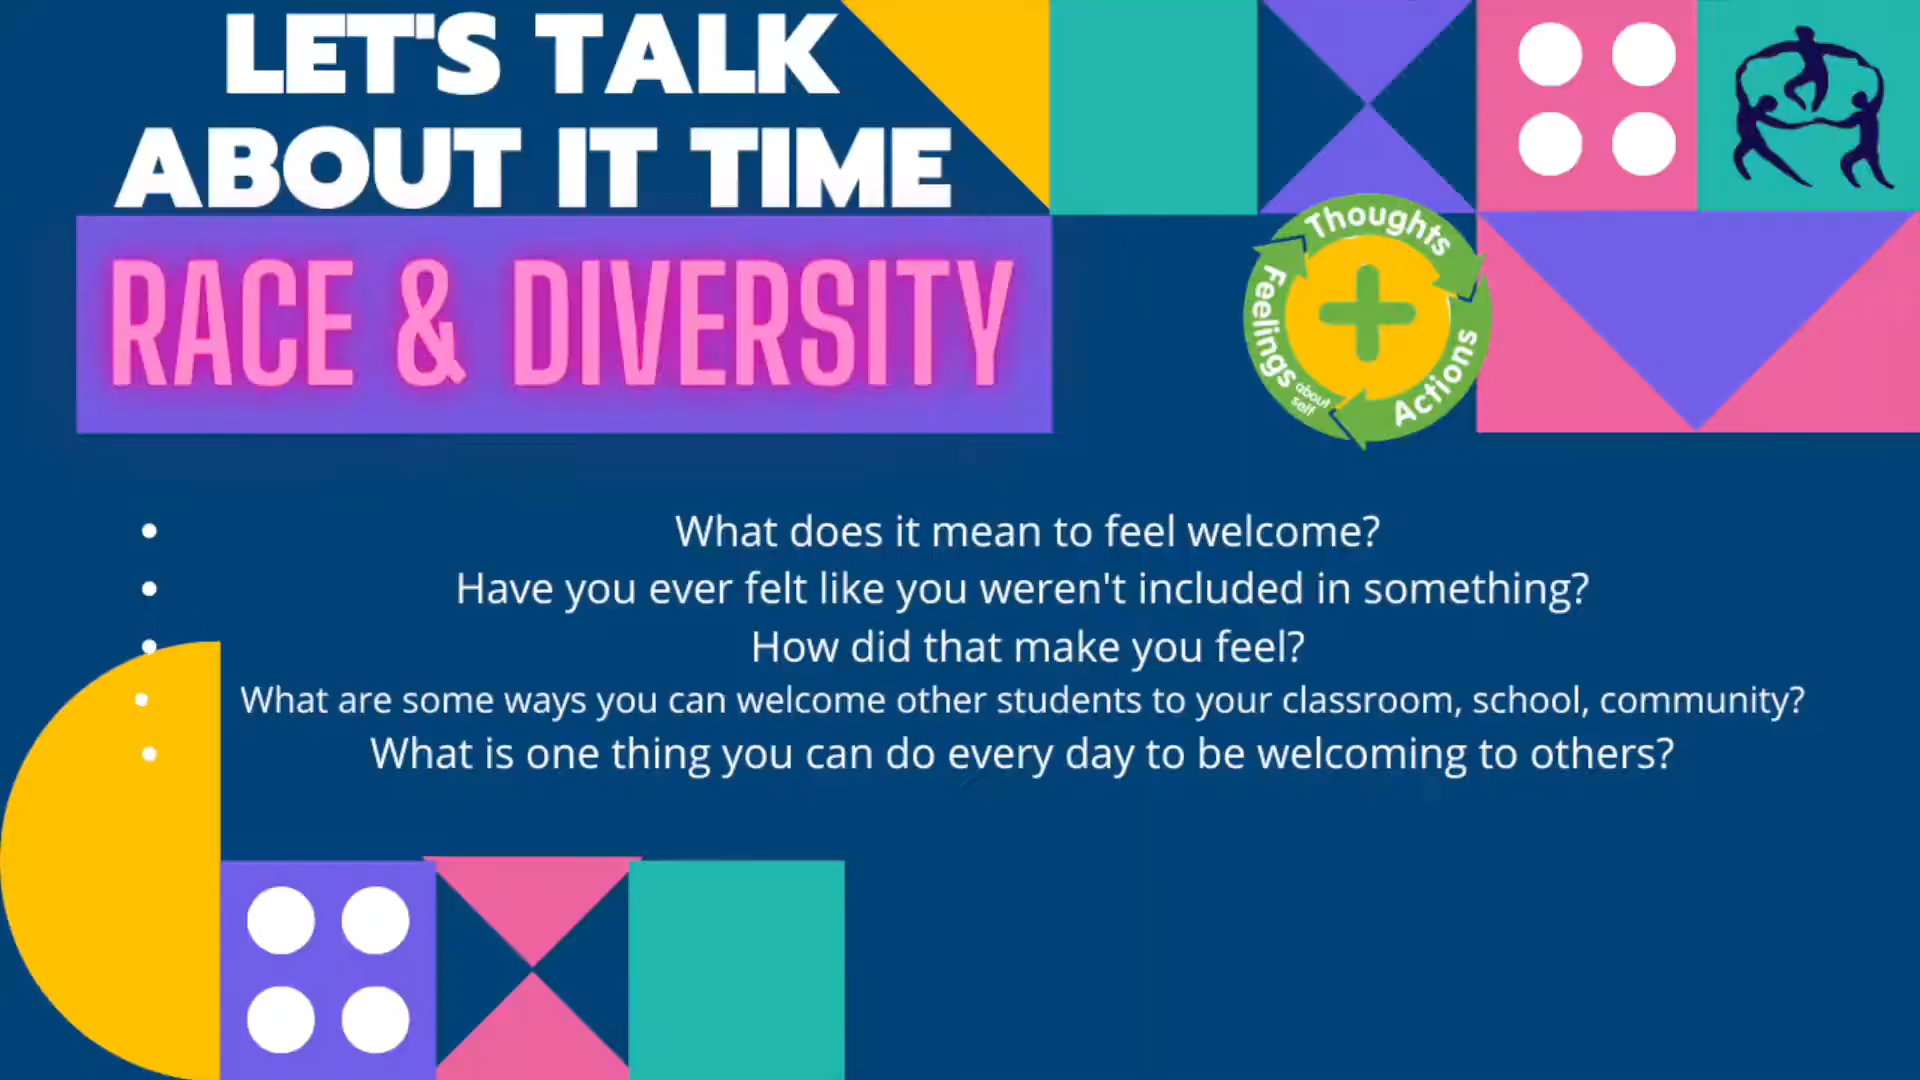 LET'S TALK
ABOUT IT TIME
RACE & DIVERSITY
Thoughts
Feelings
about
self
Actions
• What does it mean to feel welcome?
• Have you ever felt like you weren't included in something?
• How did that make you feel?
• What are some ways you can welcome other students to your classroom, school, community?
• What is one thing you can do every day to be welcoming to others?